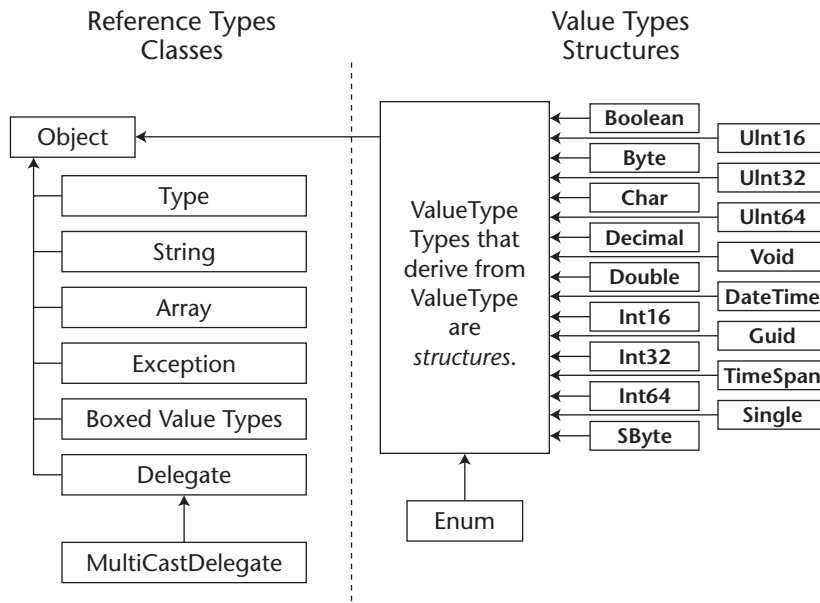 Reference Types
Classes
Value Types
Structures
Object
Type
String
Array
Exception
Boxed Value Types
Delegate
MultiCastDelegate
ValueType
Types that
derive from
ValueType
are
structures.
Enum
Boolean
UInt16
Byte
UInt32
Char
UInt64
Decimal
Void
Double
DateTime
Int16
Guid
Int32
TimeSpan
Int64
Single
SByte